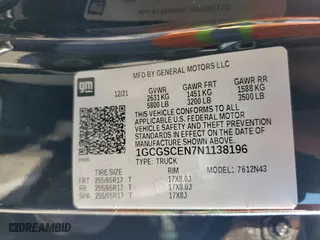 gm
MFD BY GENERAL MOTORS LLC
12/21 GVWR GAWR FRT GAWR RR
2631 KG 1451 KG 1588 KG
5800 LB 3200 LB 3500 LB
THIS VEHICLE CONFORMS TO ALL
APPLICABLE U.S. FEDERAL MOTOR
VEHICLE SAFETY AND THEFT PREVENTION
STANDARDS IN EFFECT ON THE DATE OF
MANUFACTURE SHOWN ABOVE.
1GCGSCEN7N1138196
TYPE: TRUCK
TIRE SIZE RIM MODEL: 7612N43
FRT 255/65R17 T 17X8.0J
RR 255/65R17 T 17X8.0J
SPA 255/65R17 T 17X8J
DREAMBID